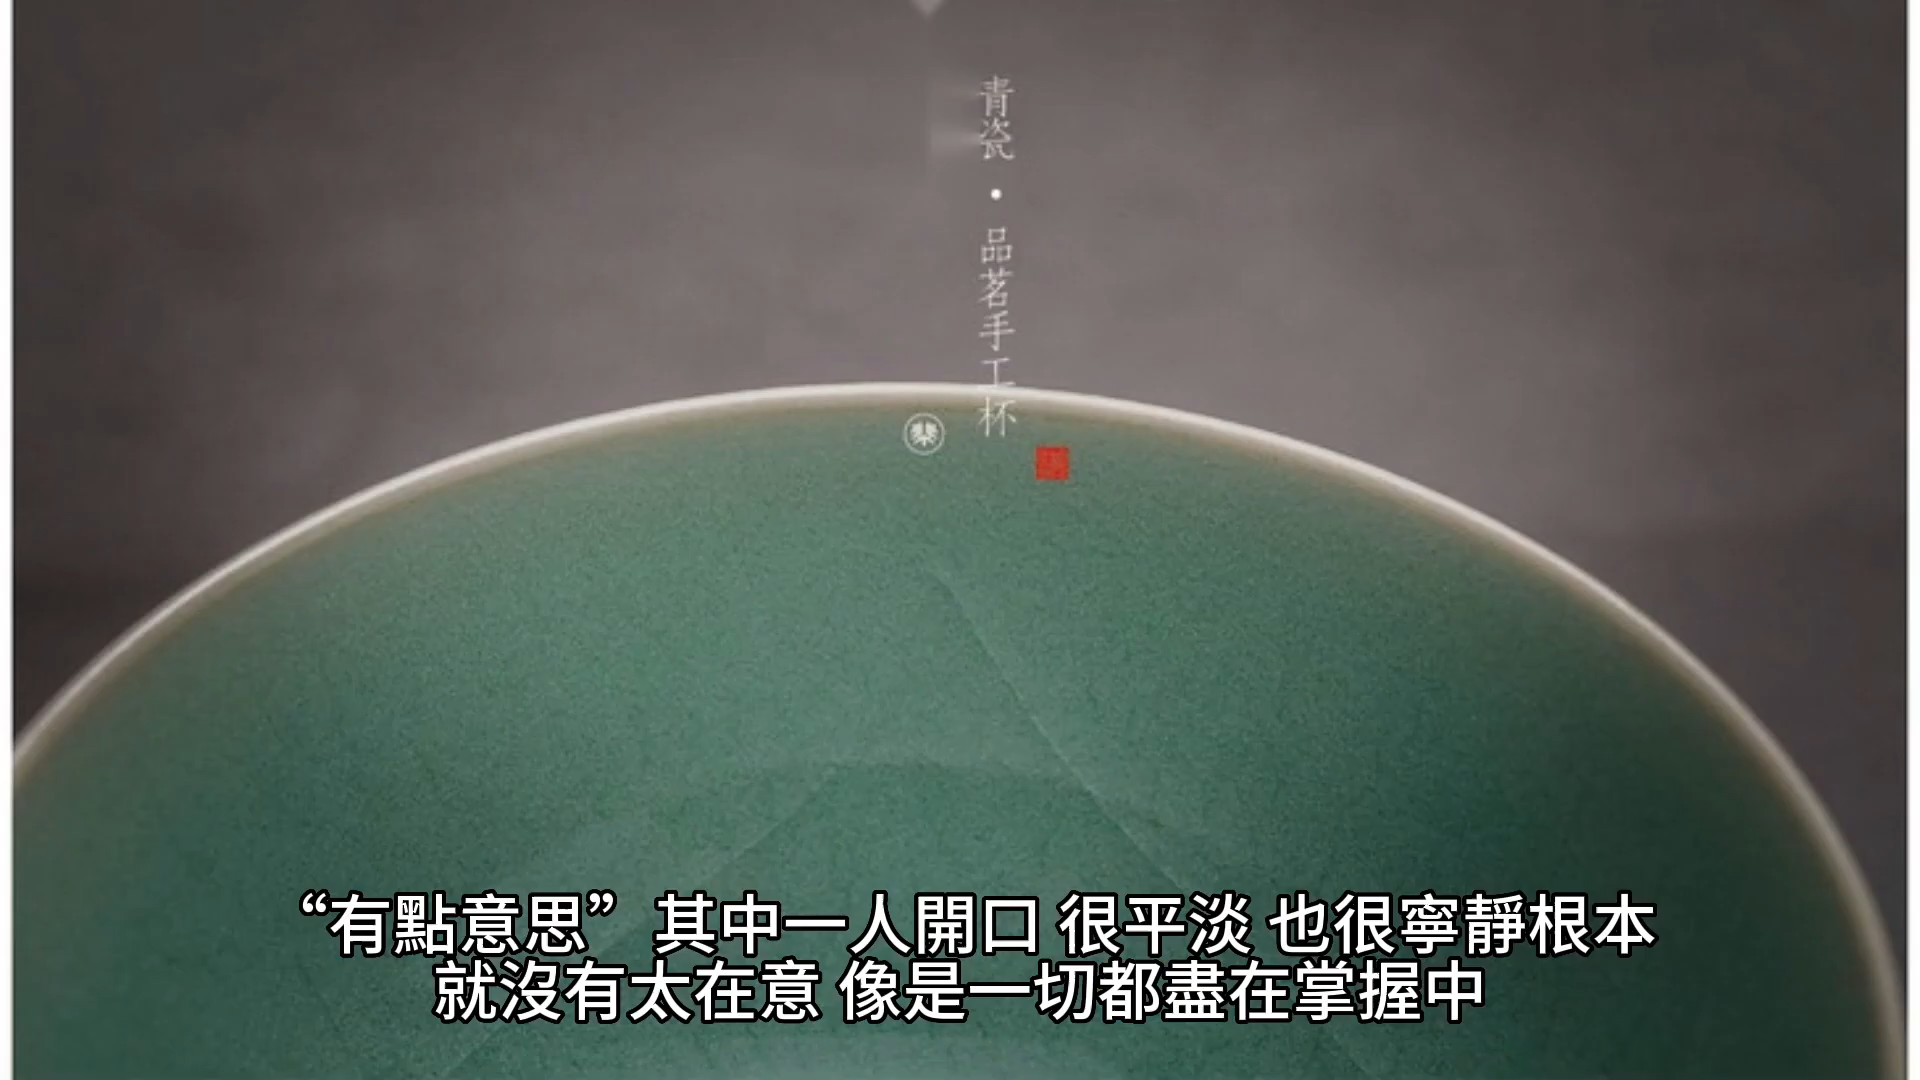 青瓷·品茗手工杯
“有點意思” 其中一人開口 很平淡 也很寧靜根本
就沒有太在意 像是一切都盡在掌握中